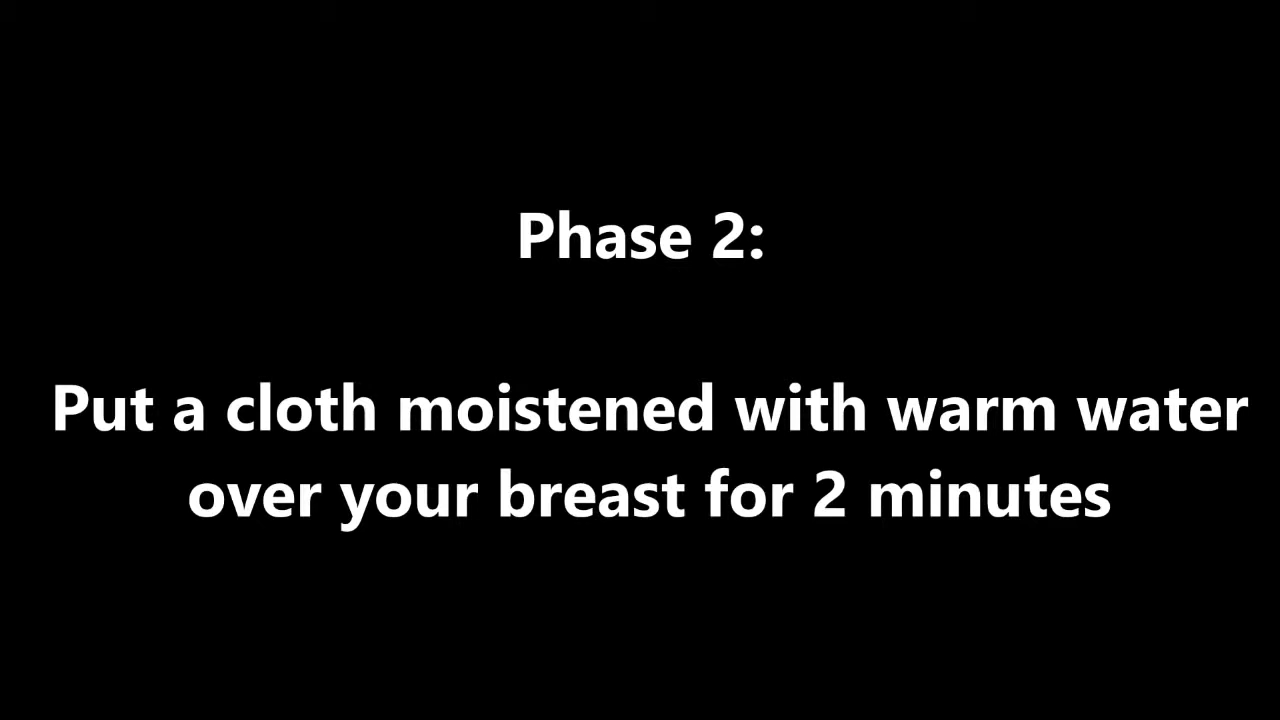 Phase 2:
Put a cloth moistened with warm water
over your breast for 2 minutes